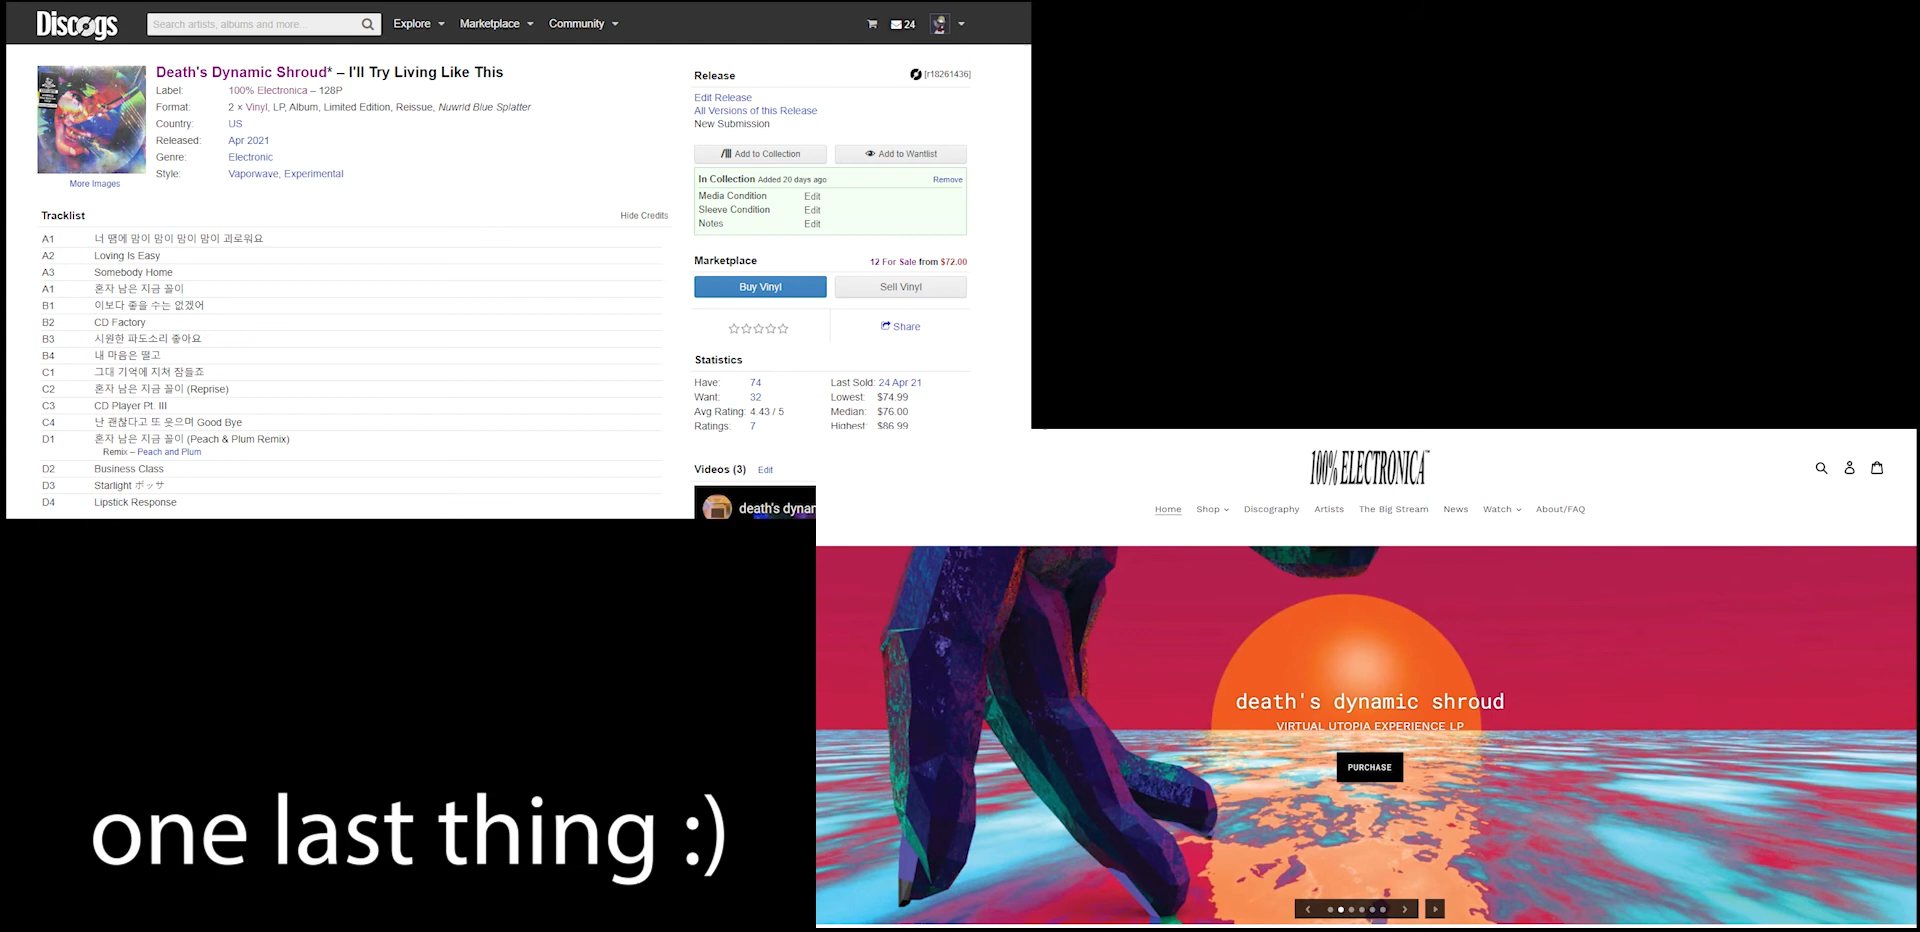 Discogs
Search artists, albums and more...
Explore
Marketplace
Community
24
Death's Dynamic Shroud* – I'll Try Living Like This
Label: 100% Electronica – 128P
Format: 2 × Vinyl, LP, Album, Limited Edition, Reissue, Nuwrld Blue Splatter
Country: US
Released: Apr 2021
Genre: Electronic
Style: Vaporwave, Experimental
More Images
Tracklist
Hide Credits
A1 너 땜에 맘이 맘이 맘이 맘이 괴로워요
A2 Loving Is Easy
A3 Somebody Home
A1 혼자 남은 지금 꼴이
B1 이보다 좋을 수는 없겠어
B2 CD Factory
B3 시원한 파도소리 좋아요
B4 내 마음은 떨고
C1 그대 기억에 지쳐 잠들죠
C2 혼자 남은 지금 꼴이 (Reprise)
C3 CD Player Pt. III
C4 난 괜찮다고 또 웃으며 Good Bye
D1 혼자 남은 지금 꼴이 (Peach & Plum Remix)
Remix – Peach and Plum
D2 Business Class
D3 Starlight ボッサ
D4 Lipstick Response
Release
[r18261436]
Edit Release
All Versions of this Release
New Submission
Add to Collection
Add to Wantlist
In Collection Added 20 days ago
Remove
Media Condition Edit
Sleeve Condition Edit
Notes Edit
Marketplace
12 For Sale from $72.00
Buy Vinyl
Sell Vinyl
Share
Statistics
Have: 74
Want: 32
Avg Rating: 4.43 / 5
Ratings: 7
Last Sold: 24 Apr 21
Lowest: $74.99
Median: $76.00
Highest: $86.99
Videos (3) Edit
death's dynar
100% ELECTRONICA™
Home
Shop
Discography
Artists
The Big Stream
News
Watch
About/FAQ
death's dynamic shroud
VIRTUAL UTOPIA EXPERIENCE LP
PURCHASE
one last thing :)